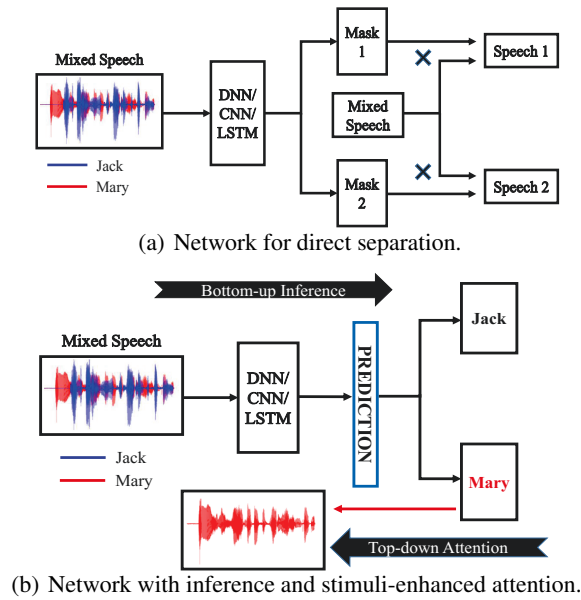 Mixed Speech
Jack
Mary
DNN/
CNN/
LSTM
Mask
1
Mixed
Speech
Mask
2
Speech 1
Speech 2
(a) Network for direct separation.
Bottom-up Inference
Mixed Speech
Jack
Mary
DNN/
CNN/
LSTM
PREDICTION
Jack
Mary
Top-down Attention
(b) Network with inference and stimuli-enhanced attention.